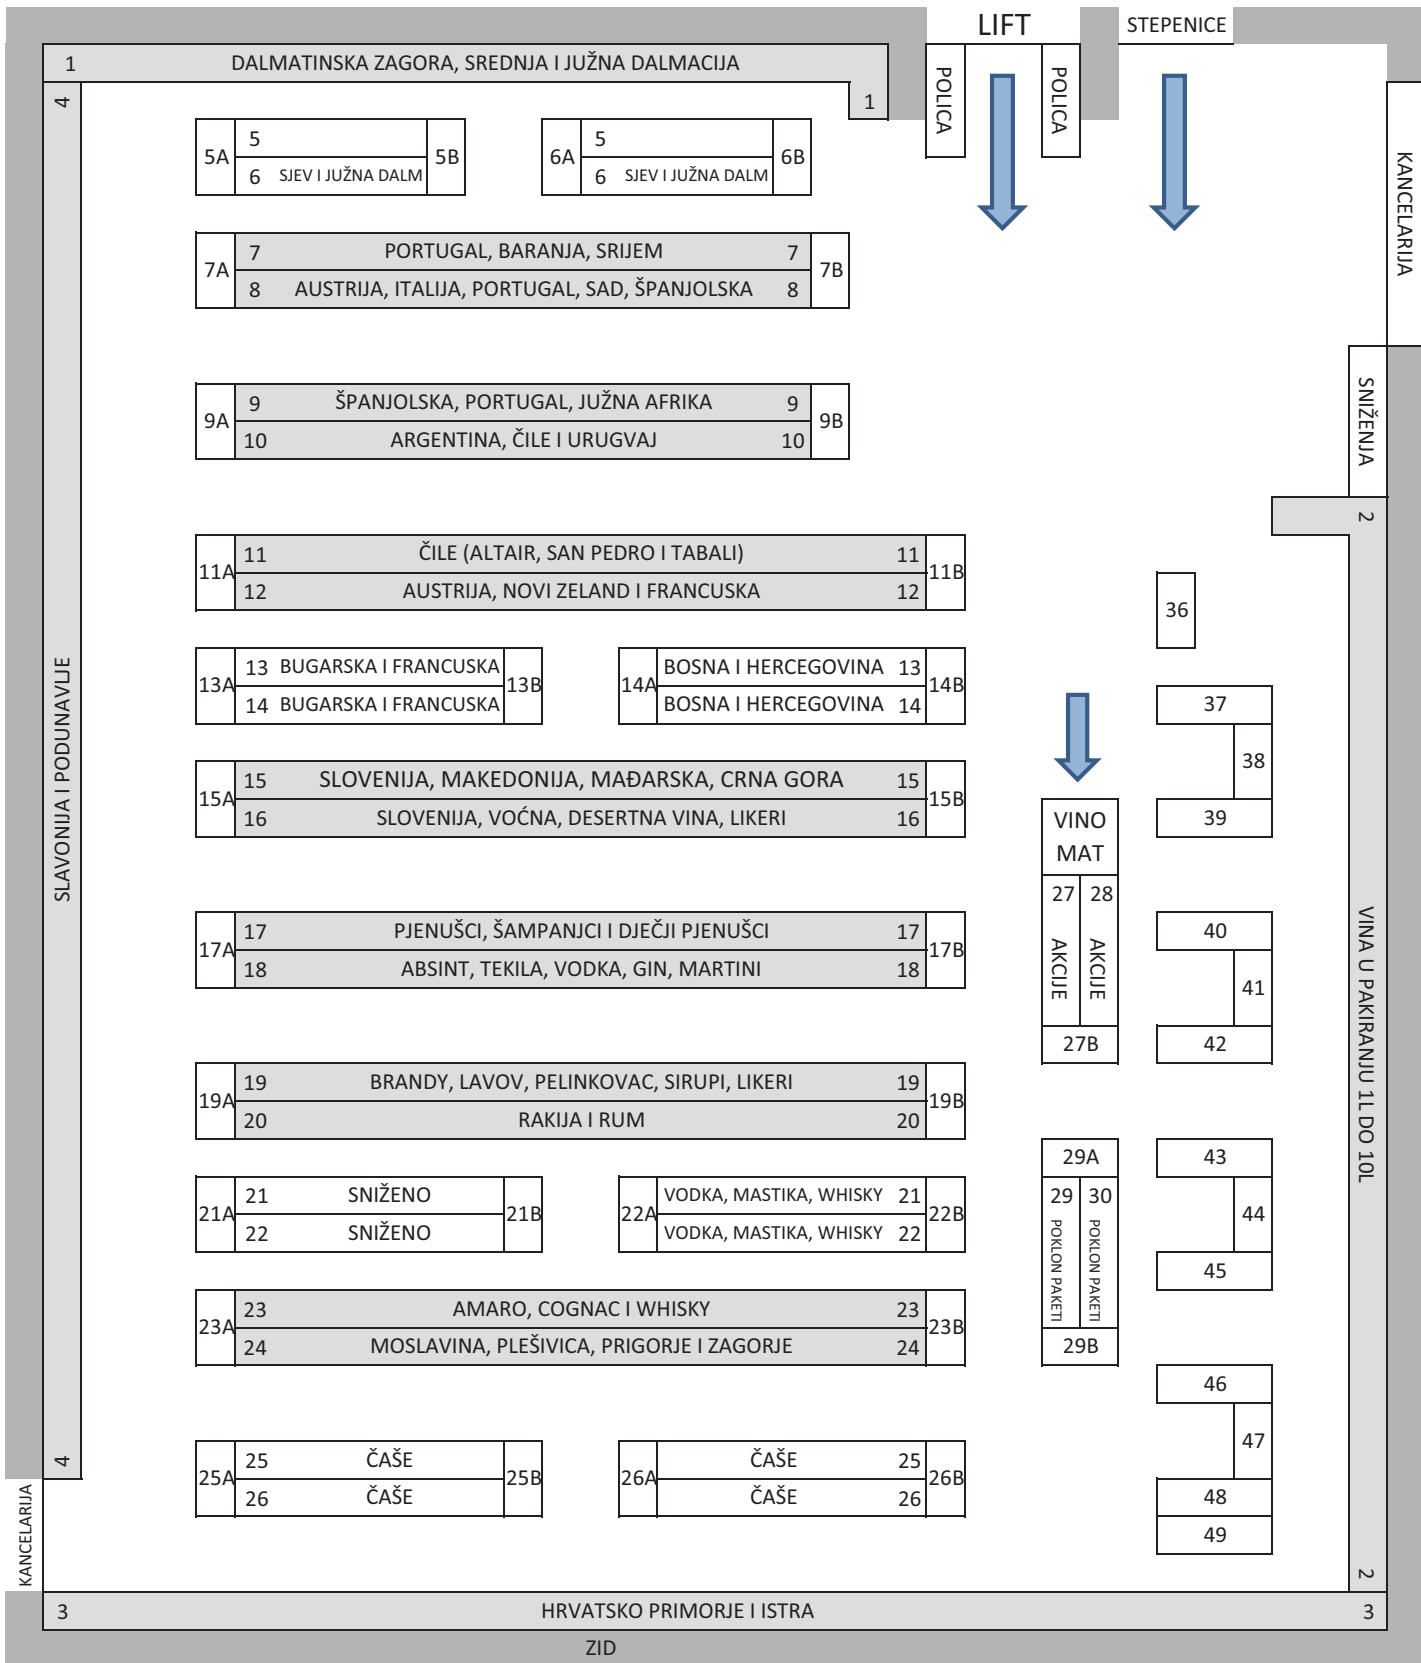 LIFT
STEPENICE
1 DALMATINSKA ZAGORA, SREDNJA I JUŽNA DALMACIJA
1
POLICA
POLICA
KANCELARIJA
4
5A
5
6 SJEV I JUŽNA DALM
5B
6A
5
6 SJEV I JUŽNA DALM
6B
7A
7 PORTUGAL, BARANJA, SRIJEM 7
8 AUSTRIJA, ITALIJA, PORTUGAL, SAD, ŠPANJOLSKA 8
7B
SNIŽENJA
9A
9 ŠPANJOLSKA, PORTUGAL, JUŽNA AFRIKA 9
10 ARGENTINA, ČILE I URUGVAJ 10
9B
2
11A
11 ČILE (ALTAIR, SAN PEDRO I TABALI) 11
12 AUSTRIJA, NOVI ZELAND I FRANCUSKA 12
11B
36
13A
13 BUGARSKA I FRANCUSKA
14 BUGARSKA I FRANCUSKA
13B
14A
BOSNA I HERCEGOVINA 13
BOSNA I HERCEGOVINA 14
14B
37
38
39
SLAVONIJA I PODUNAVLJE
15A
15 SLOVENIJA, MAKEDONIJA, MAĐARSKA, CRNA GORA 15
16 SLOVENIJA, VOĆNA, DESERTNA VINA, LIKERI 16
15B
VINO
MAT
27 AKCIJE
28 AKCIJE
27B
17A
17 PJENUŠCI, ŠAMPANJCI I DJEČJI PJENUŠCI 17
18 ABSINT, TEKILA, VODKA, GIN, MARTINI 18
17B
40
41
42
VINA U PAKIRANJU 1L DO 10L
19A
19 BRANDY, LAVOV, PELINKOVAC, SIRUPI, LIKERI 19
20 RAKIJA I RUM 20
19B
29A
29 POKLON PAKETI
30 POKLON PAKETI
29B
43
44
45
21A
21 SNIŽENO
22 SNIŽENO
21B
22A
VODKA, MASTIKA, WHISKY 21
VODKA, MASTIKA, WHISKY 22
22B
23A
23 AMARO, COGNAC I WHISKY 23
24 MOSLAVINA, PLEŠIVICA, PRIGORJE I ZAGORJE 24
23B
46
47
48
49
4
25A
25 ČAŠE
26 ČAŠE
25B
26A
ČAŠE 25
ČAŠE 26
26B
KANCELARIJA
2
3 HRVATSKO PRIMORJE I ISTRA 3
ZID